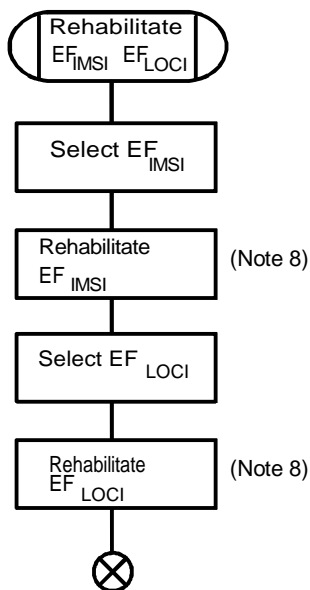 Rehabilitate
EFIMSI EFLOCI
Select EFIMSI
Rehabilitate
EF IMSI
(Note 8)
Select EF LOCI
Rehabilitate
EF LOCI
(Note 8)